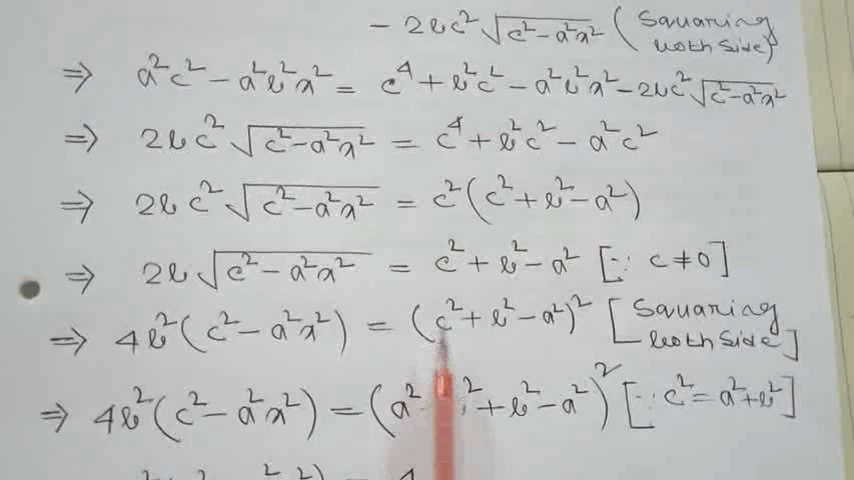 - 2bc² √(c²-a²x²) (Squaring both side)
⇒ a²c² - a²b²x² = c⁴ + b²c² - a²b²x² - 2bc² √(c²-a²x²)
⇒ 2bc² √(c²-a²x²) = c⁴ + b²c² - a²c²
⇒ 2bc² √(c²-a²x²) = c² (c² + b² - a²)
⇒ 2b √(c²-a²x²) = c² + b² - a² [∵ c ≠ 0]
⇒ 4b² (c² - a²x²) = (c² + b² - a²)² [Squaring both side]
⇒ 4b² (c² - a²x²) = (a² ² + b² - a²)² [∵ c² = a² + b²]